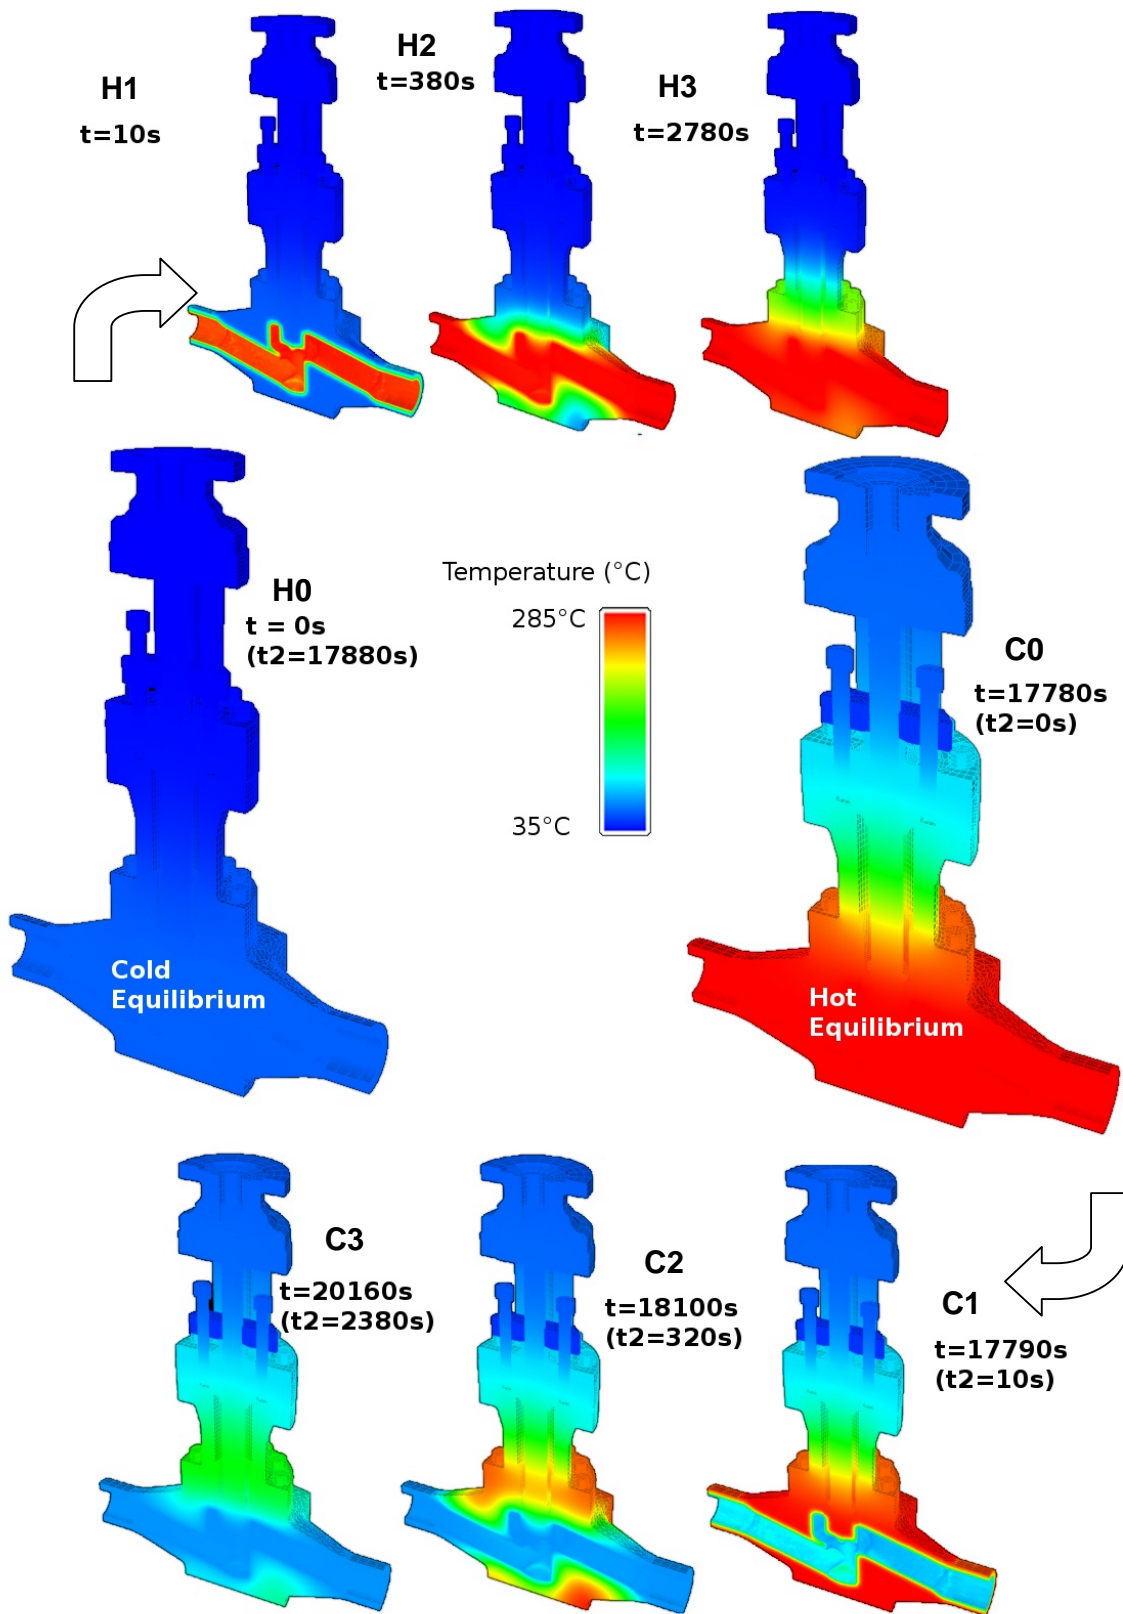 H1
t=10s
H2
t=380s
H3
t=2780s
H0
t = 0s
(t2=17880s)
Temperature (°C)
285°C
35°C
C0
t=17780s
(t2=0s)
Cold
Equilibrium
Hot
Equilibrium
C3
t=20160s
(t2=2380s)
C2
t=18100s
(t2=320s)
C1
t=17790s
(t2=10s)